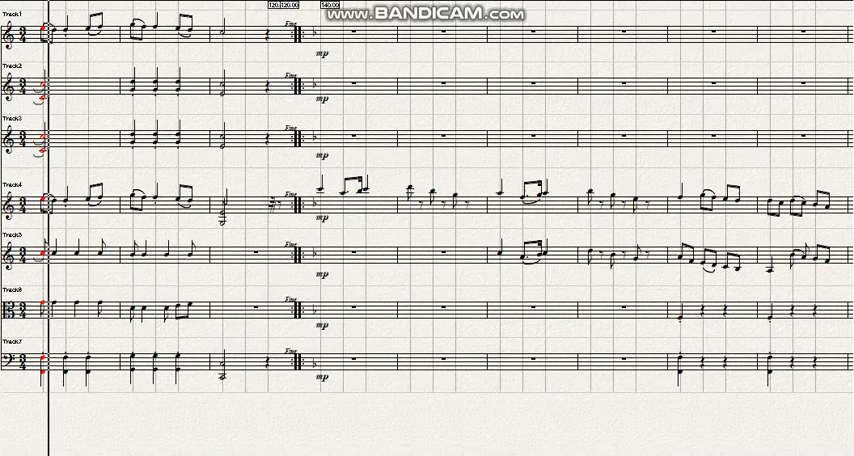 120.(120.00
140.00
www.BANDICAM.com
Track1
Fine
mp
Track2
Fine
mp
Track3
Fine
mp
Track4
Fine
mp
Track5
Fine
mp
Track6
Fine
mp
Track7
Fine
mp